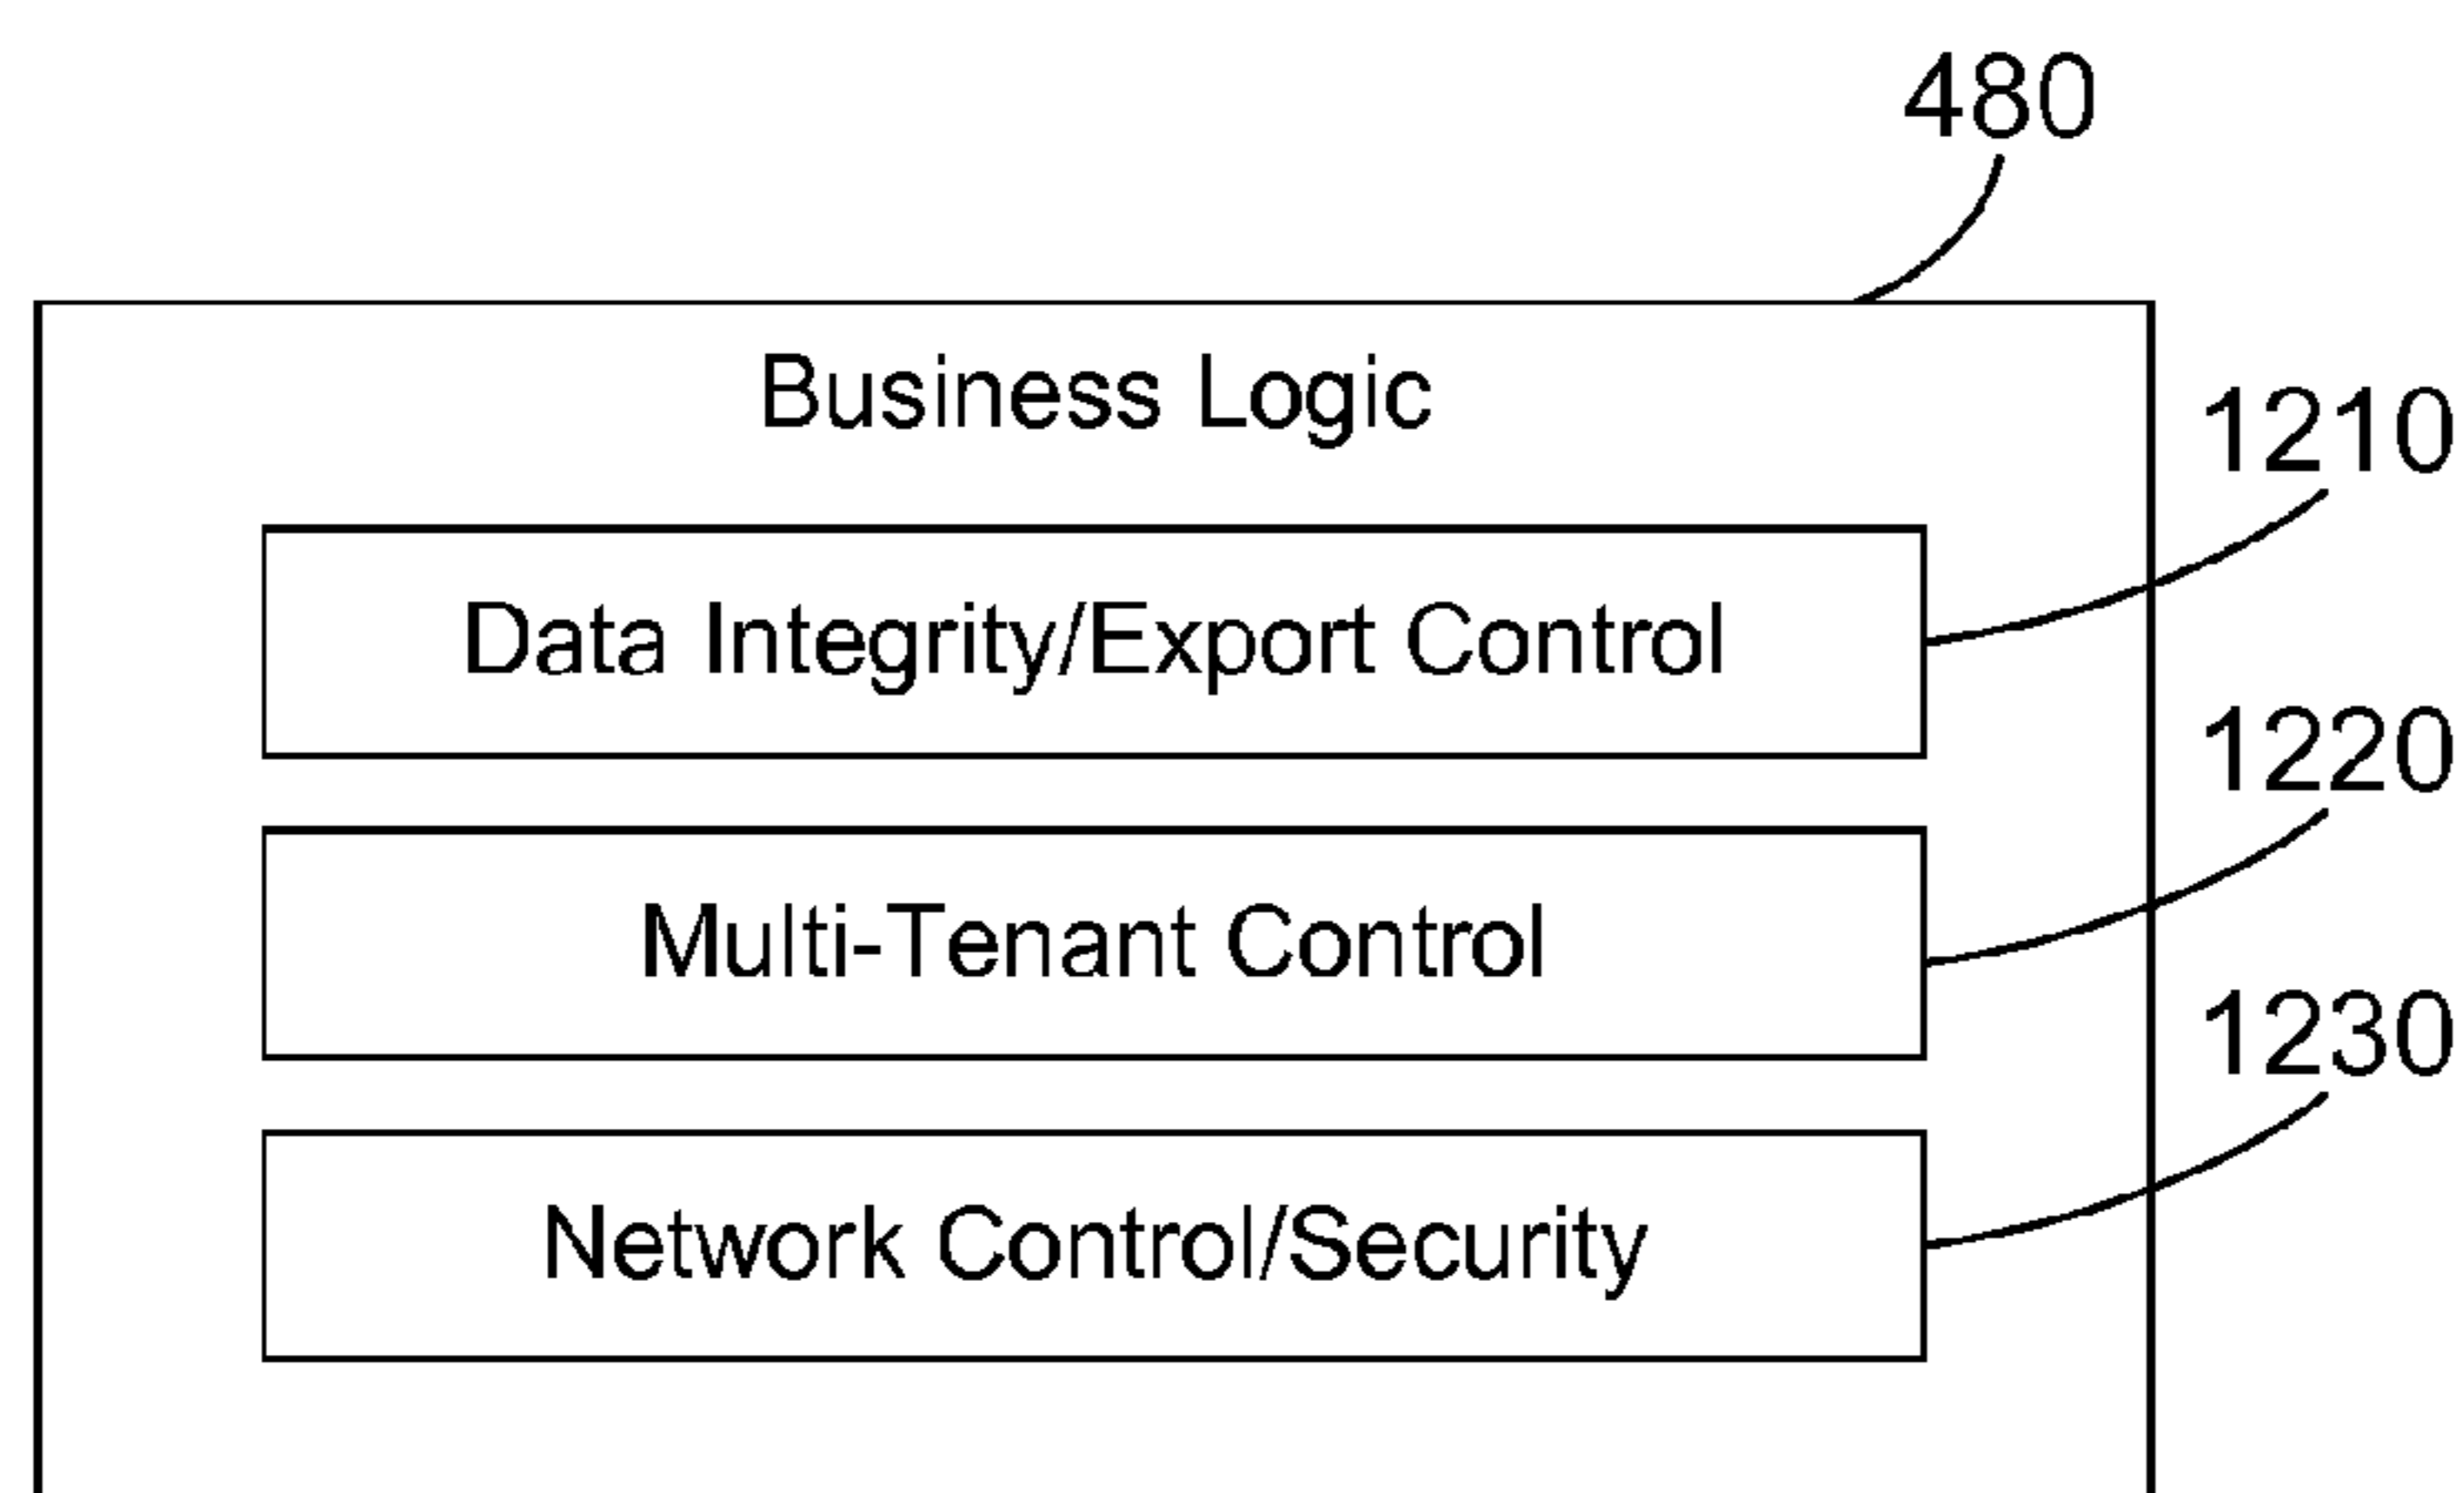 480
Business Logic
1210
Data Integrity/Export Control
1220
Multi-Tenant Control
1230
Network Control/Security